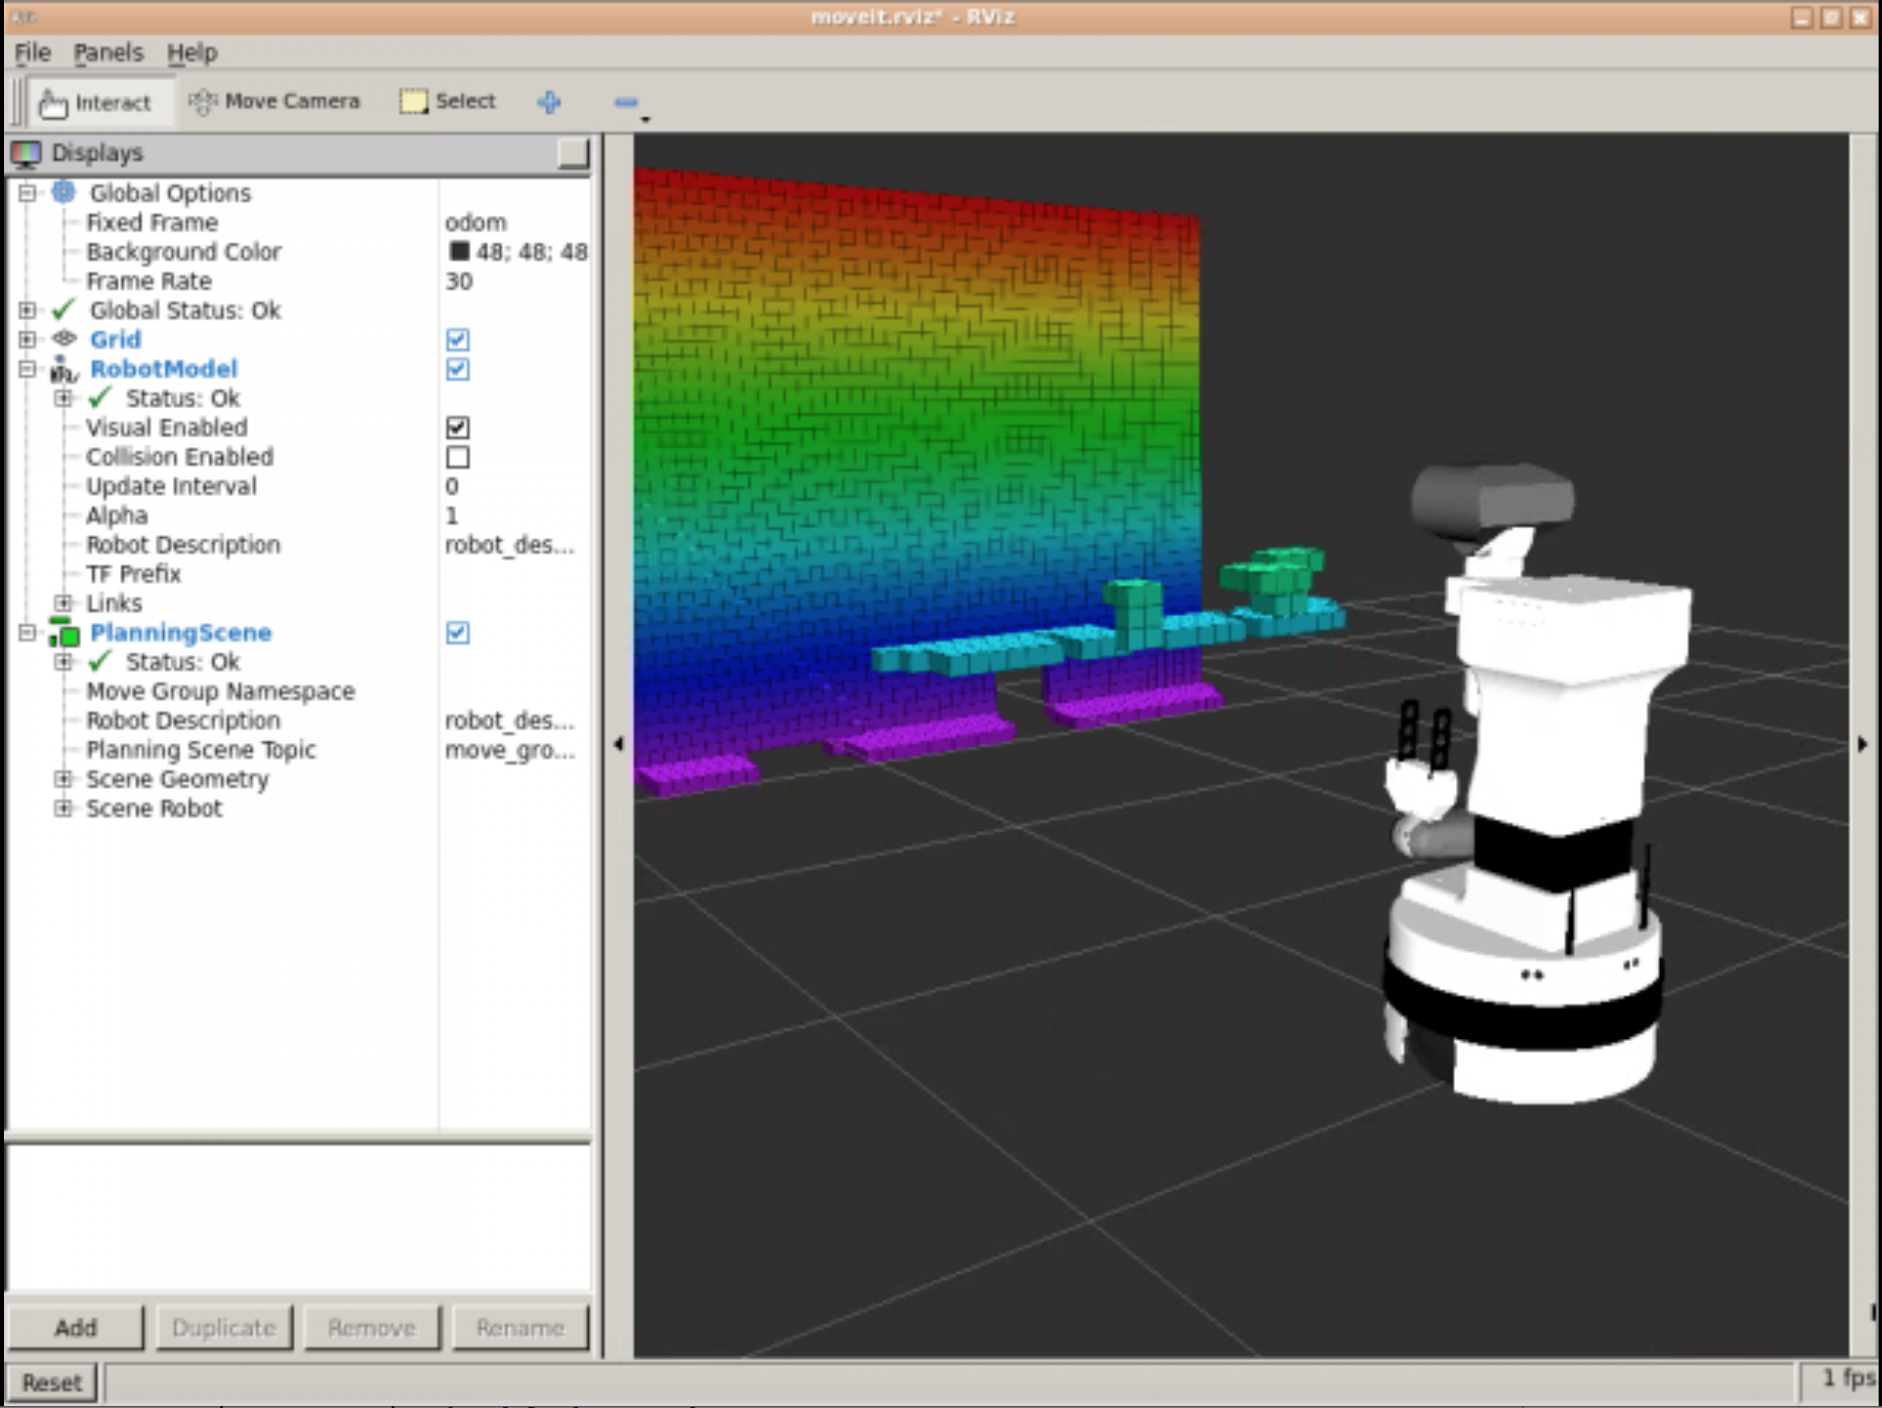 moveit.rviz* - RViz
File Panels Help
Interact Move Camera Select
Displays
Global Options
Fixed Frame odom
Background Color 48; 48; 48
Frame Rate 30
Global Status: Ok
Grid
RobotModel
Status: Ok
Visual Enabled
Collision Enabled
Update Interval 0
Alpha 1
Robot Description robot_des...
TF Prefix
Links
PlanningScene
Status: Ok
Move Group Namespace
Robot Description robot_des...
Planning Scene Topic move_gro...
Scene Geometry
Scene Robot
Add Duplicate Remove Rename
Reset 1 fps